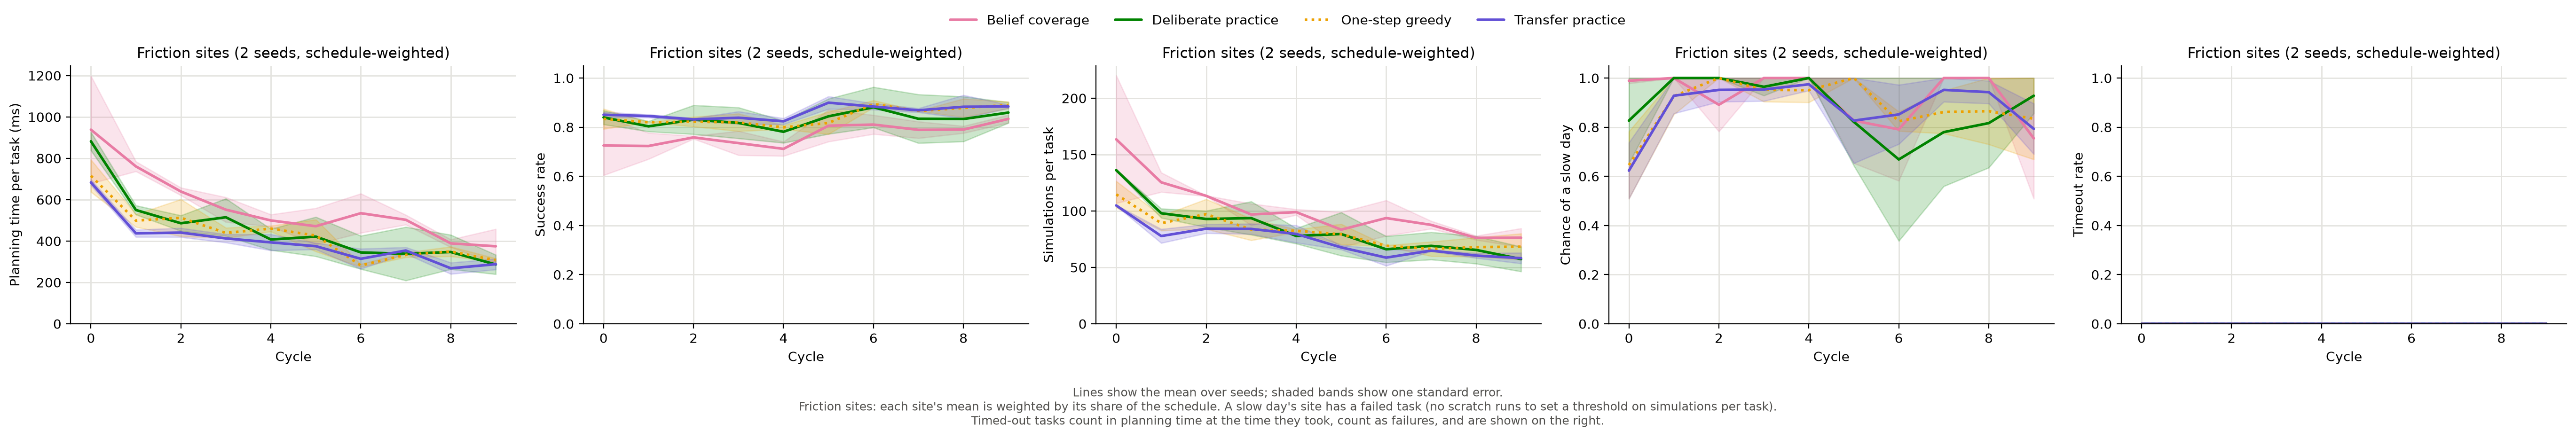 Belief coverage
Deliberate practice
One-step greedy
Transfer practice
Friction sites (2 seeds, schedule-weighted)
Planning time per task (ms)
1200
1000
800
600
400
200
0
0 2 4 6 8
Cycle
Friction sites (2 seeds, schedule-weighted)
Success rate
1.0
0.8
0.6
0.4
0.2
0.0
0 2 4 6 8
Cycle
Friction sites (2 seeds, schedule-weighted)
Simulations per task
200
150
100
50
0
0 2 4 6 8
Cycle
Friction sites (2 seeds, schedule-weighted)
Chance of a slow day
1.0
0.8
0.6
0.4
0.2
0.0
0 2 4 6 8
Cycle
Friction sites (2 seeds, schedule-weighted)
Timeout rate
1.0
0.8
0.6
0.4
0.2
0.0
0 2 4 6 8
Cycle
Lines show the mean over seeds; shaded bands show one standard error.
Friction sites: each site's mean is weighted by its share of the schedule. A slow day's site has a failed task (no scratch runs to set a threshold on simulations per task).
Timed-out tasks count in planning time at the time they took, count as failures, and are shown on the right.